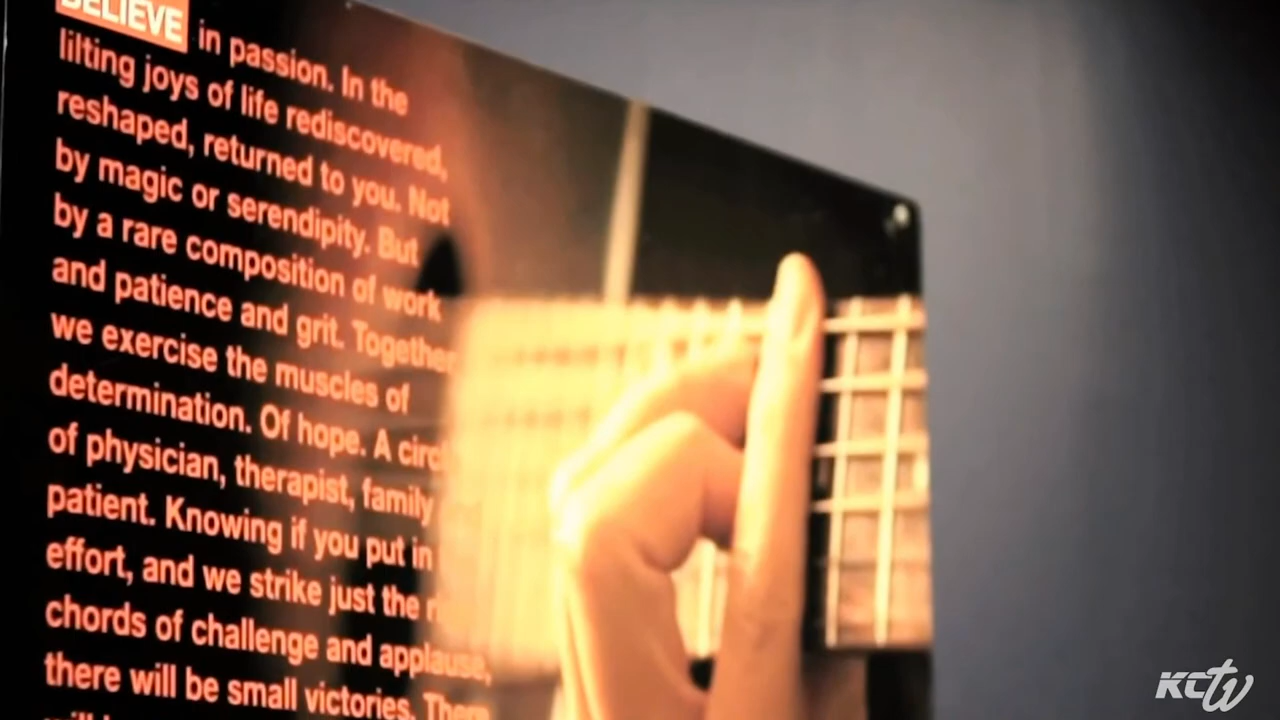 BELIEVE in passion. In the
lilting joys of life rediscovered,
reshaped, returned to you. Not
by magic or serendipity. But
by a rare composition of work
and patience and grit. Together
we exercise the muscles of
determination. Of hope. A circ
of physician, therapist, family
patient. Knowing if you put in
effort, and we strike just the r
chords of challenge and applause,
there will be small victories. There
KCTV